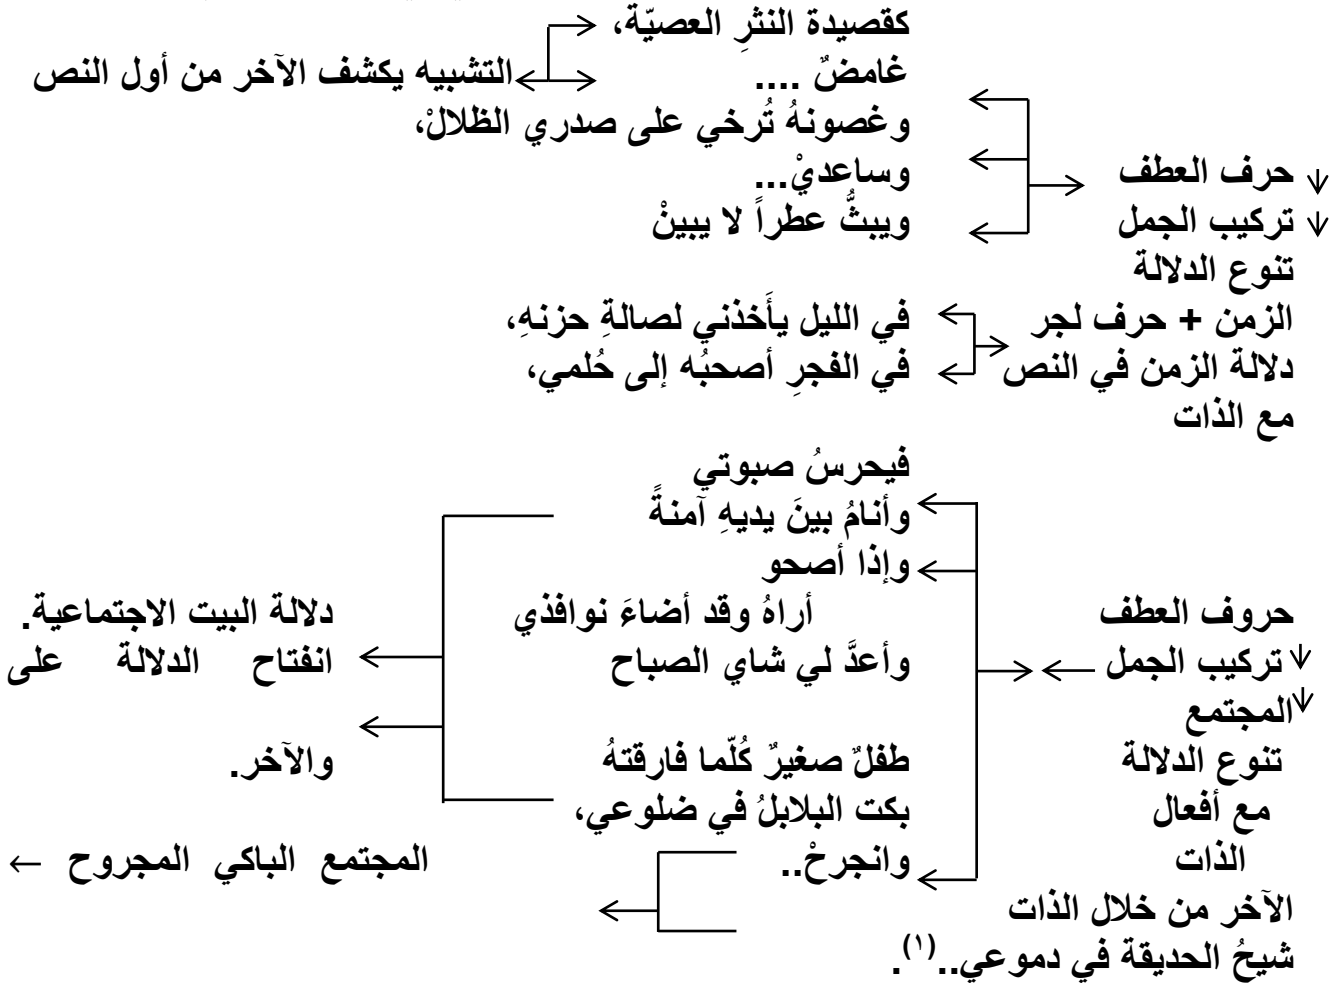 كقصيدة النثرِ العصيّة،
غامضٌ .... التشبيه يكشف الآخر من أول النص
وغصونهُ تُرخي على صدري الظلالْ،
حرف العطف وساعديْ...
تركيب الجمل ويبثُّ عطراً لا يبينْ
تنوع الدلالة
الزمن + حرف لجر في الليل يأَخذني لصالةِ حزنهِ،
دلالة الزمن في النص في الفجرِ أصحبُه إلى حُلمي،
مع الذات
فيحرسُ صبوتي
وأنامُ بينَ يديهِ آمنةً
وإذا أصحو
حروف العطف أراهُ وقد أضاءَ نوافذي دلالة البيت الاجتماعية.
تركيب الجمل وأعدَّ لي شاي الصباح انفتاح الدلالة على
المجتمع
تنوع الدلالة طفلٌ صغيرٌ كُلّما فارقتهُ والآخر.
مع أفعال بكت البلابلُ في ضلوعي،
الذات وانجرحْ.. المجتمع الباكي المجروح ←
الآخر من خلال الذات
شيحُ الحديقة في دموعي..(١).